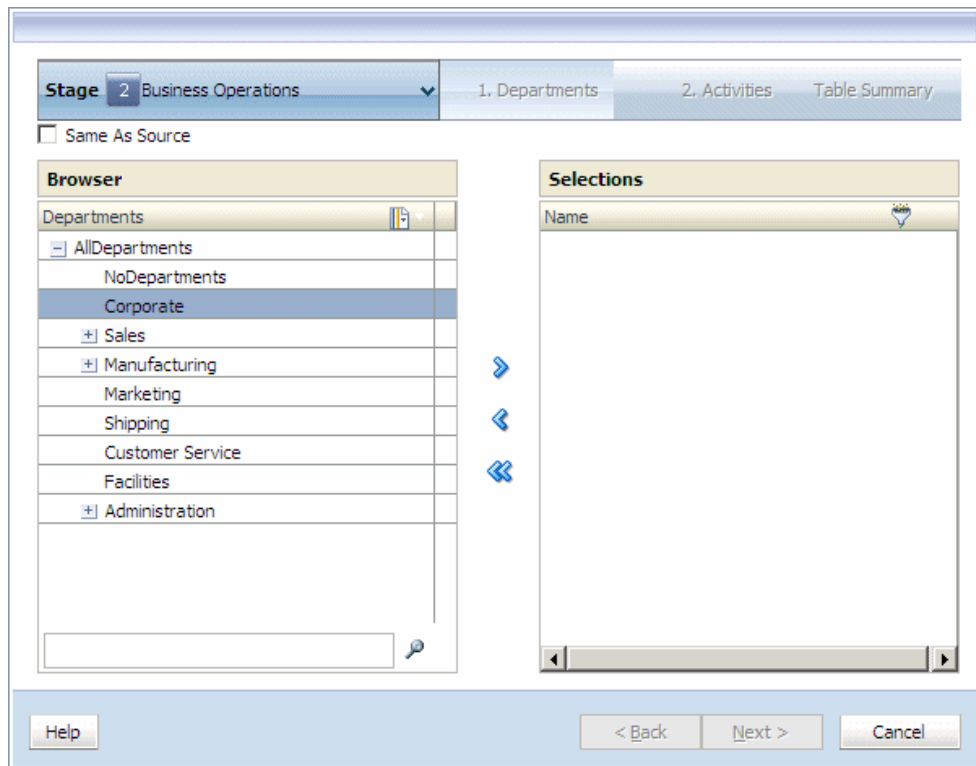 Stage 2 Business Operations 1. Departments 2. Activities Table Summary
Same As Source
Browser Selections
Departments Name
AllDepartments
NoDepartments
Corporate
Sales
Manufacturing
Marketing
Shipping
Customer Service
Facilities
Administration
Help < Back Next > Cancel